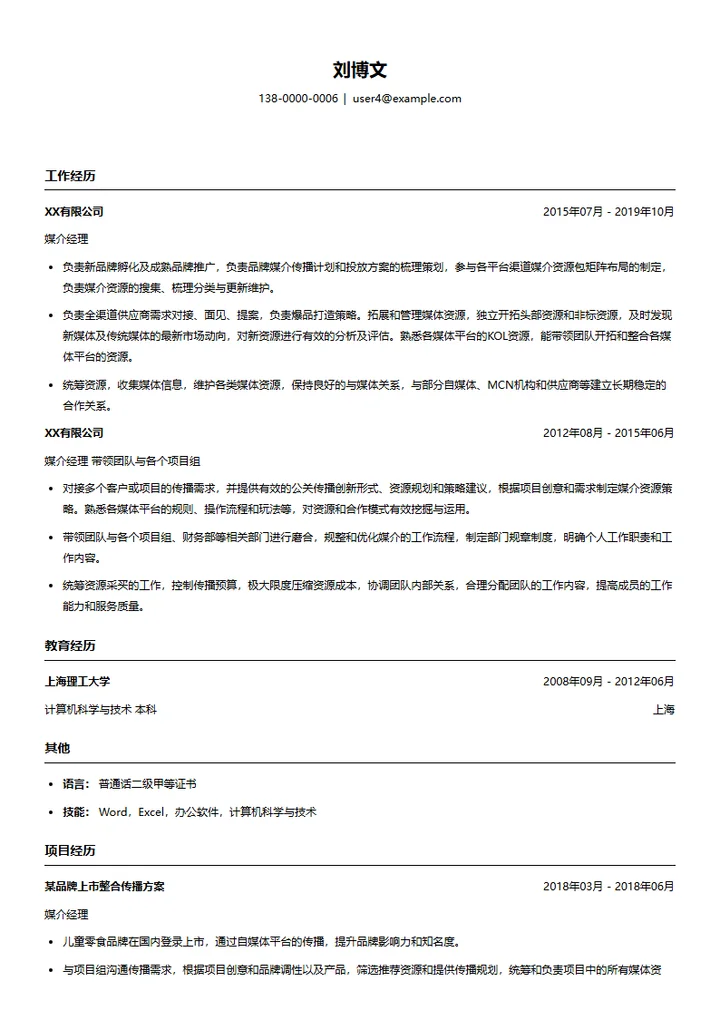 刘博文
138-0000-0006 | user4@example.com
工作经历
XX有限公司 2015年07月 - 2019年10月
媒介经理
• 负责新品牌孵化及成熟品牌推广，负责品牌媒介传播计划和投放方案的梳理策划，参与各平台渠道媒介资源包矩阵布局的制定，
负责媒介资源的搜集、梳理分类与更新维护。
• 负责全渠道供应商需求对接、面见、提案，负责爆品打造策略。拓展和管理媒体资源，独立开拓头部资源和非标资源，及时发现
新媒体及传统媒体的最新市场动向，对新资源进行有效的分析及评估。熟悉各媒体平台的KOL资源，能带领团队开拓和整合各媒
体平台的资源。
• 统筹资源，收集媒体信息，维护各类媒体资源，保持良好的与媒体关系，与部分自媒体、MCN机构和供应商等建立长期稳定的
合作关系。
XX有限公司 2012年08月 - 2015年06月
媒介经理 带领团队与各个项目组
• 对接多个客户或项目的传播需求，并提供有效的公关传播创新形式、资源规划和策略建议，根据项目创意和需求制定媒介资源策
略。熟悉各媒体平台的规则、操作流程和玩法等，对资源和合作模式有效挖掘与运用。
• 带领团队与各个项目组、财务部等相关部门进行磨合，规整和优化媒介的工作流程，制定部门规章制度，明确个人工作职责和工
作内容。
• 统筹资源采买的工作，控制传播预算，极大限度压缩资源成本，协调团队内部关系，合理分配团队的工作内容，提高成员的工作
能力和服务质量。
教育经历
上海理工大学 2008年09月 - 2012年06月
计算机科学与技术 本科 上海
其他
• 语言： 普通话二级甲等证书
• 技能： Word，Excel，办公软件，计算机科学与技术
项目经历
某品牌上市整合传播方案 2018年03月 - 2018年06月
媒介经理
• 儿童零食品牌在国内登录上市，通过自媒体平台的传播，提升品牌影响力和知名度。
• 与项目组沟通传播需求，根据项目创意和品牌调性以及产品，筛选推荐资源和提供传播规划，统筹和负责项目中的所有媒体资